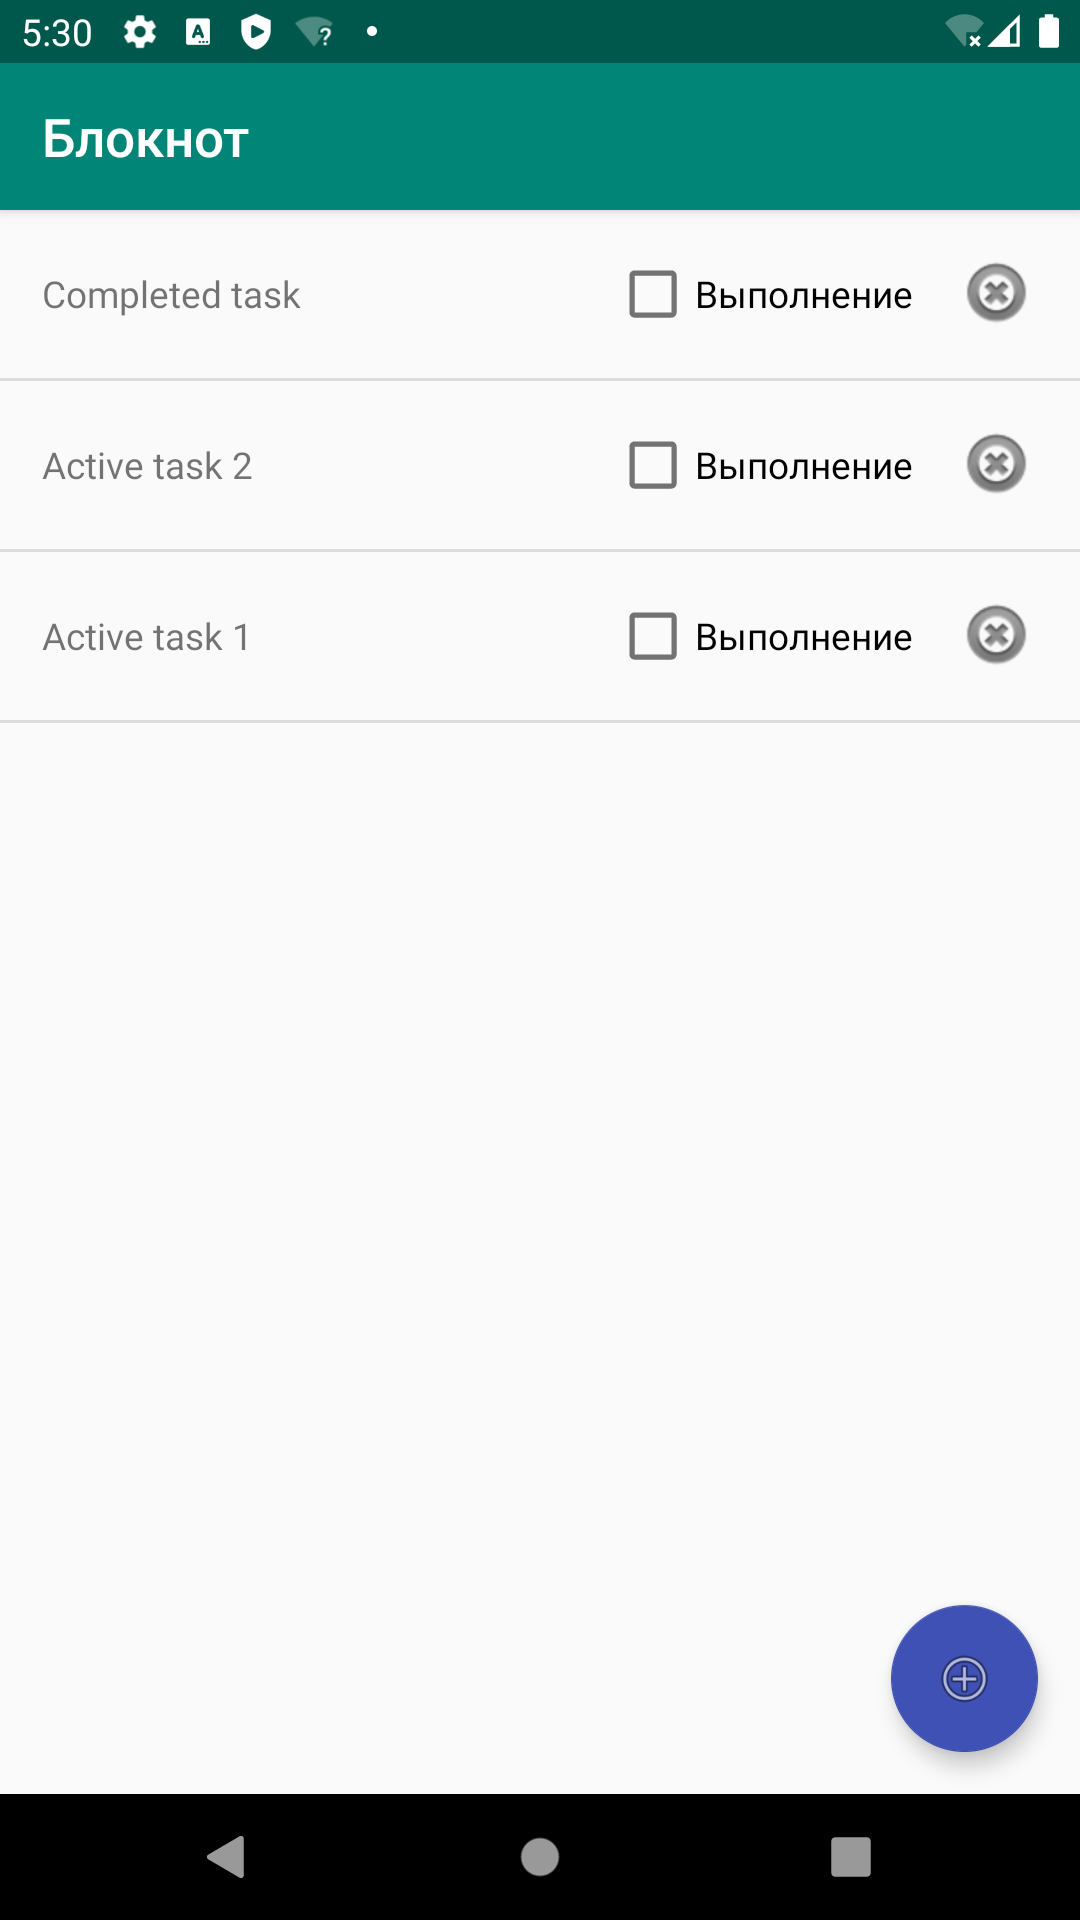 5:30
Блокнот
Completed task Выполнение
Active task 2 Выполнение
Active task 1 Выполнение